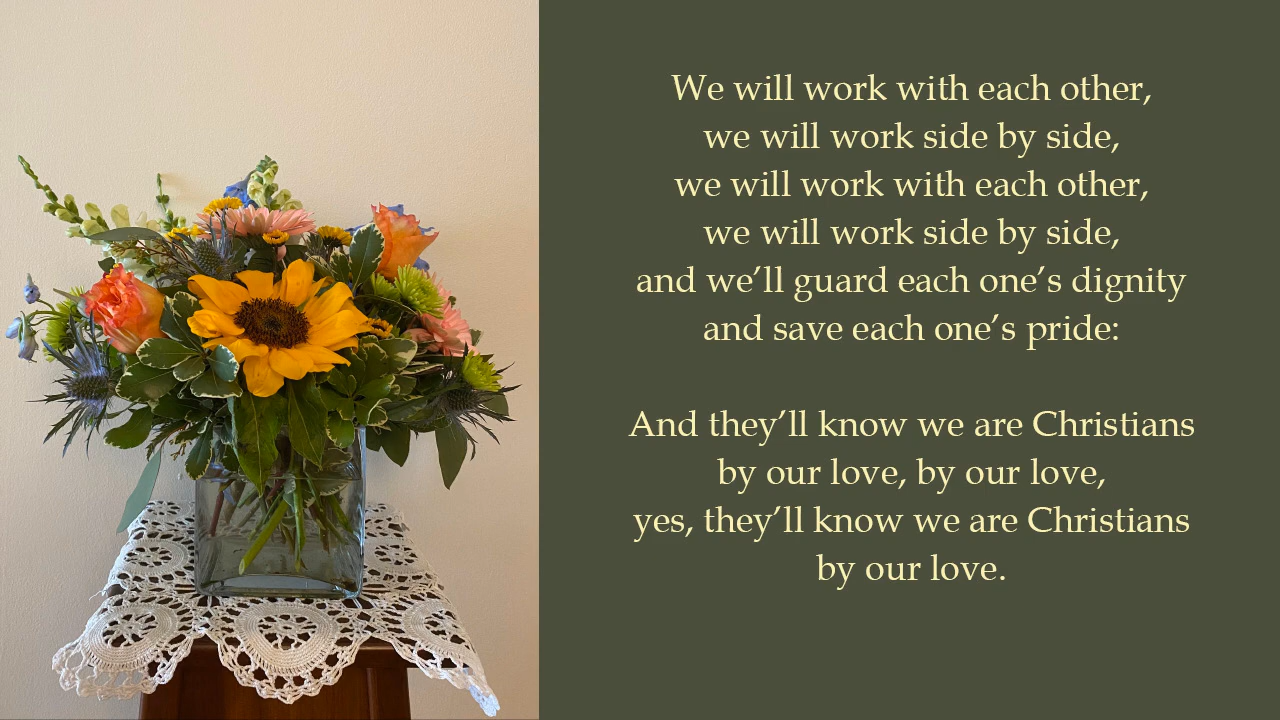 We will work with each other,
we will work side by side,
we will work with each other,
we will work side by side,
and we’ll guard each one’s dignity
and save each one’s pride:
And they’ll know we are Christians
by our love, by our love,
yes, they’ll know we are Christians
by our love.